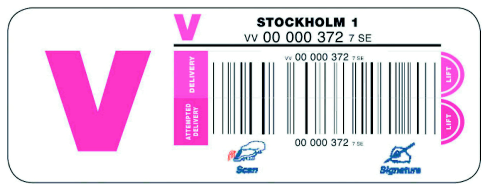 V
V
STOCKHOLM 1
VV 00 000 372 7 SE
VV 00 000 372 7 SE
DELIVERY
ATTEMPTED
DELIVERY
LIFT
LIFT
00 000 372 7 SE
Scan
Signature